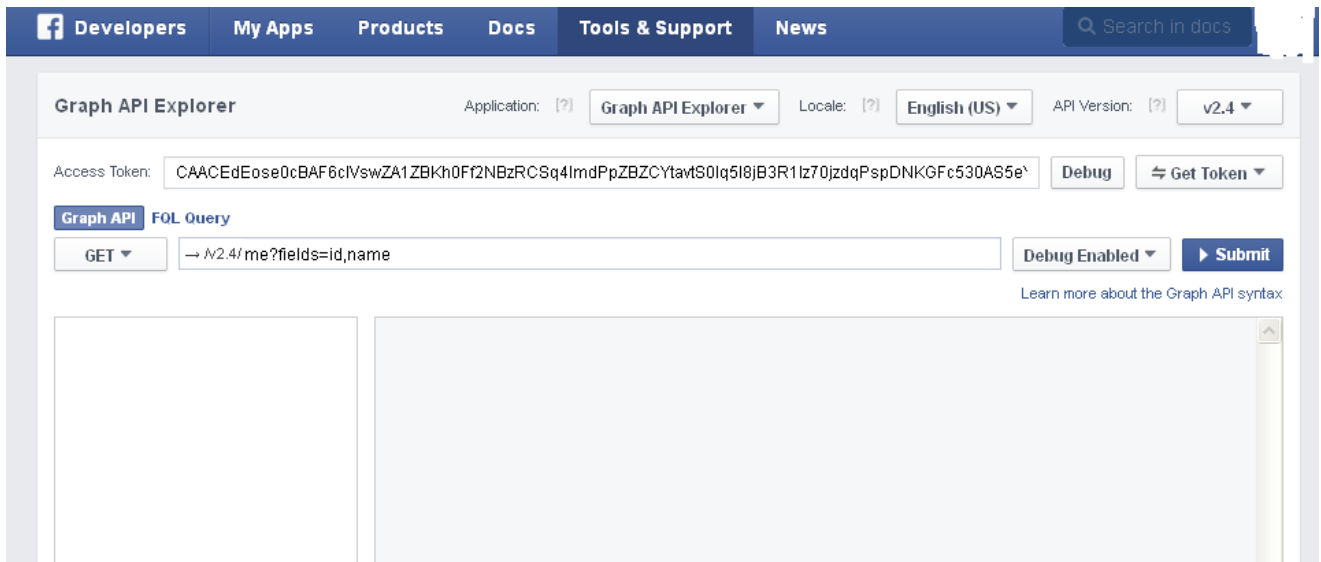 Developers My Apps Products Docs Tools & Support News Search in docs
Graph API Explorer Application: [?] Graph API Explorer Locale: [?] English (US) API Version: [?] v2.4
Access Token: CAACEdEose0cBAF6clVswZA1ZBKh0Ff2NBzRCSq4ImdPpZBZCYtavtS0Iq5I8jB3R1Iz70jzdqPspDNKGFc530AS5e Debug ⇋ Get Token
Graph API FQL Query
GET → /v2.4/ me?fields=id,name Debug Enabled Submit
Learn more about the Graph API syntax